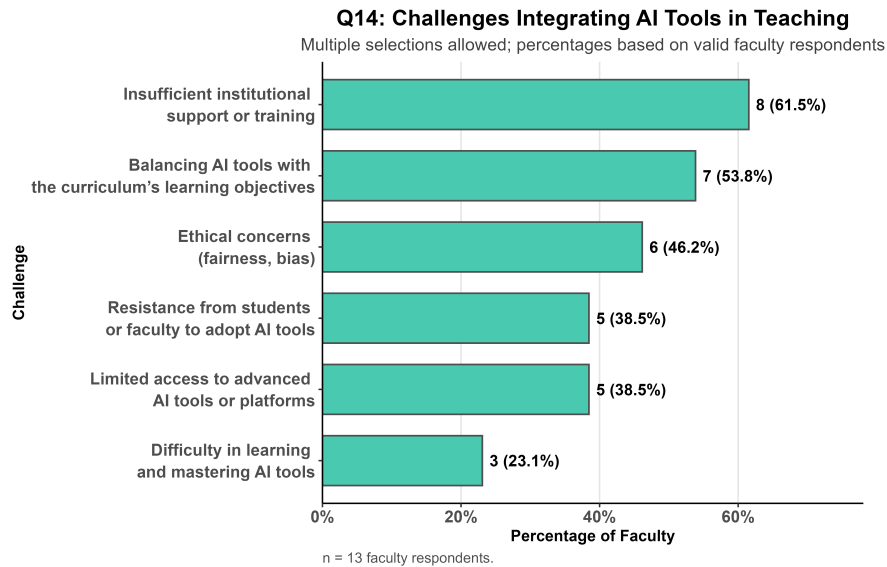 Q14: Challenges Integrating AI Tools in Teaching
Multiple selections allowed; percentages based on valid faculty respondents
Challenge
Insufficient institutional
support or training
8 (61.5%)
Balancing AI tools with
the curriculum’s learning objectives
7 (53.8%)
Ethical concerns
(fairness, bias)
6 (46.2%)
Resistance from students
or faculty to adopt AI tools
5 (38.5%)
Limited access to advanced
AI tools or platforms
5 (38.5%)
Difficulty in learning
and mastering AI tools
3 (23.1%)
0% 20% 40% 60%
Percentage of Faculty
n = 13 faculty respondents.